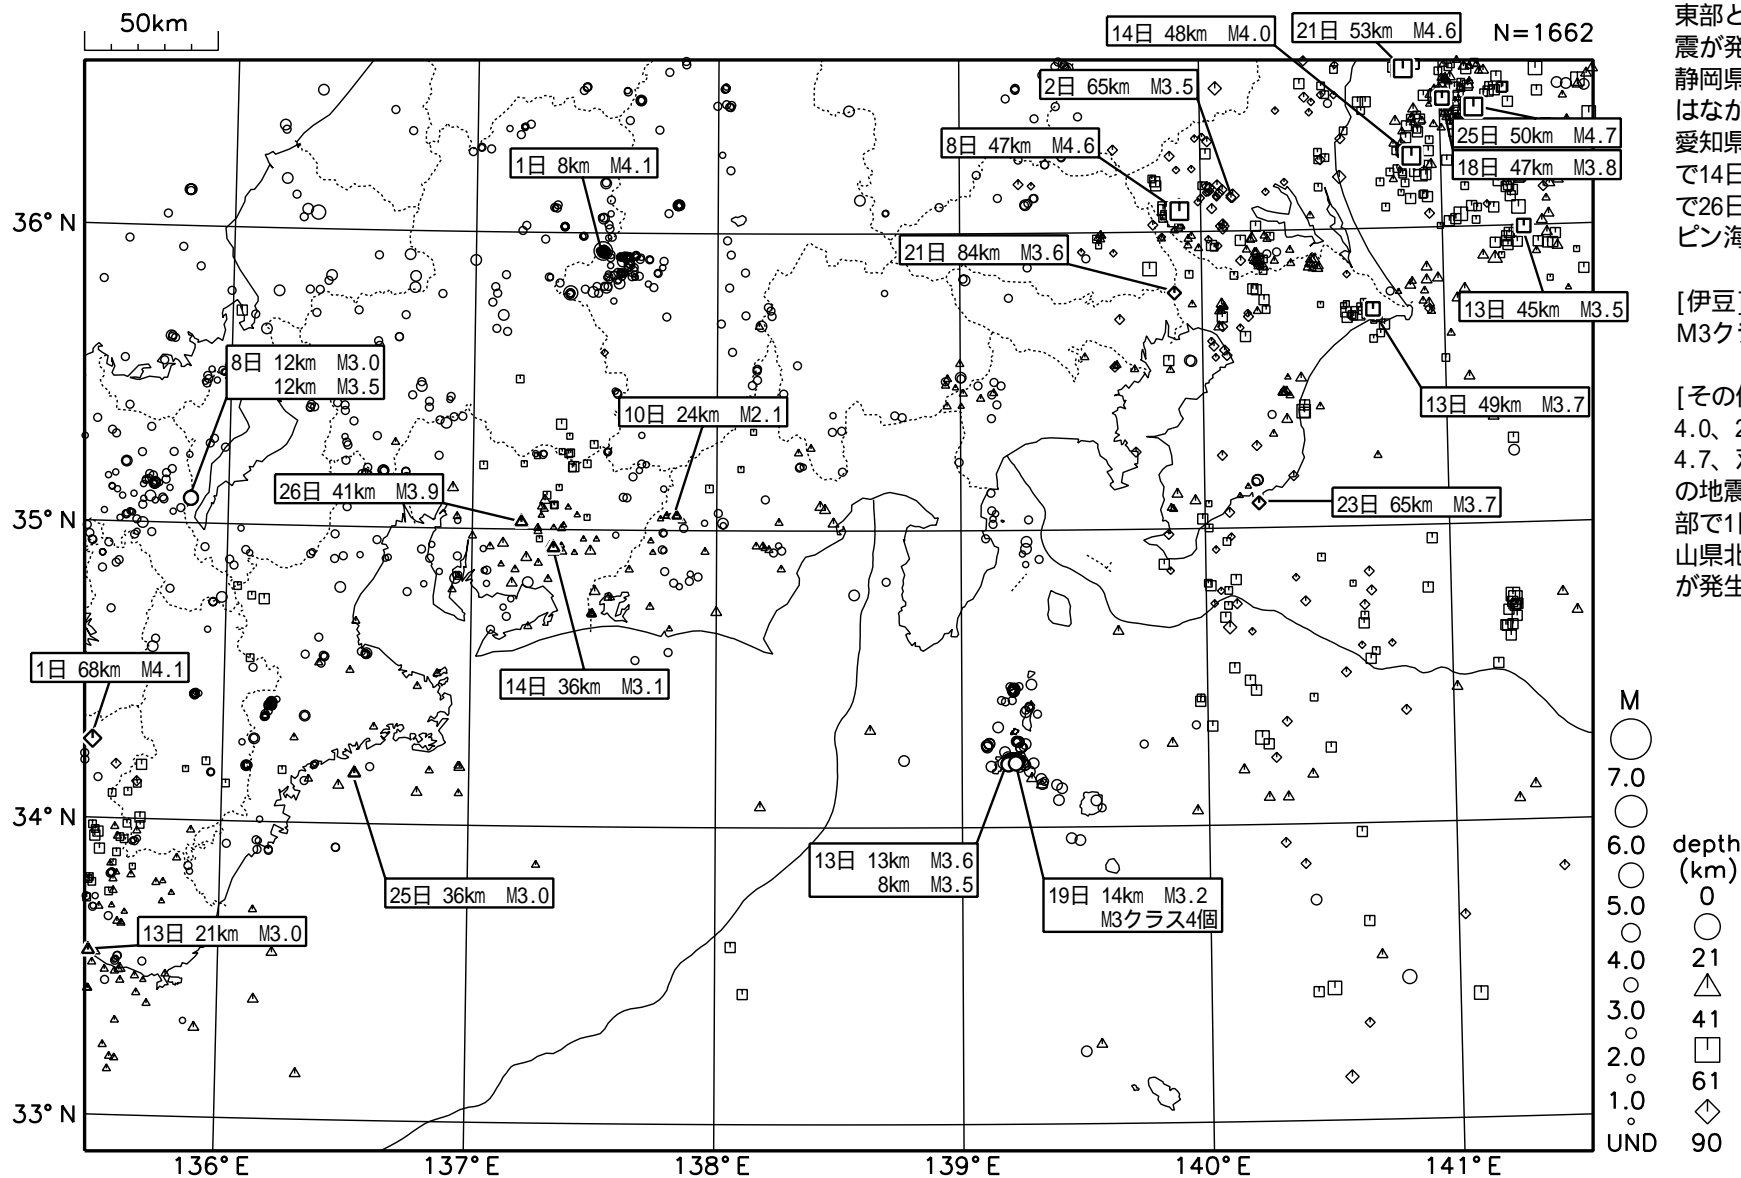 50km
N=1662
14日 48km M4.0
21日 53km M4.6
2日 65km M3.5
8日 47km M4.6
25日 50km M4.7
18日 47km M3.8
1日 8km M4.1
36°N
21日 84km M3.6
13日 45km M3.5
8日 12km M3.0
12km M3.5
13日 49km M3.7
10日 24km M2.1
26日 41km M3.9
23日 65km M3.7
35°N
1日 68km M4.1
14日 36km M3.1
34°N
13日 13km M3.6
8km M3.5
19日 14km M3.2
M3クラス4個
25日 36km M3.0
13日 21km M3.0
33°N
136°E
137°E
138°E
139°E
140°E
141°E
M
7.0
6.0
5.0
4.0
3.0
2.0
1.0
UND
depth
(km)
0
21
41
61
90
東部と
震が発
静岡県
はなか
愛知県
で14日
で26日
ピン海
[伊豆]
M3クラ
[その他
4.0、2
4.7、
の地震
部で1日
山県北
が発生